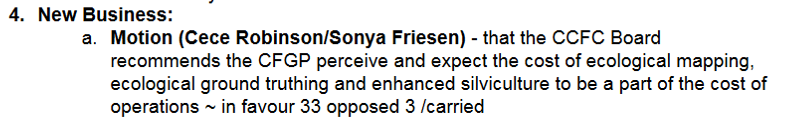 4. New Business:
a. Motion (Cece Robinson/Sonya Friesen) - that the CCFC Board
recommends the CFGP perceive and expect the cost of ecological mapping,
ecological ground truthing and enhanced silviculture to be a part of the cost of
operations ~ in favour 33 opposed 3 /carried